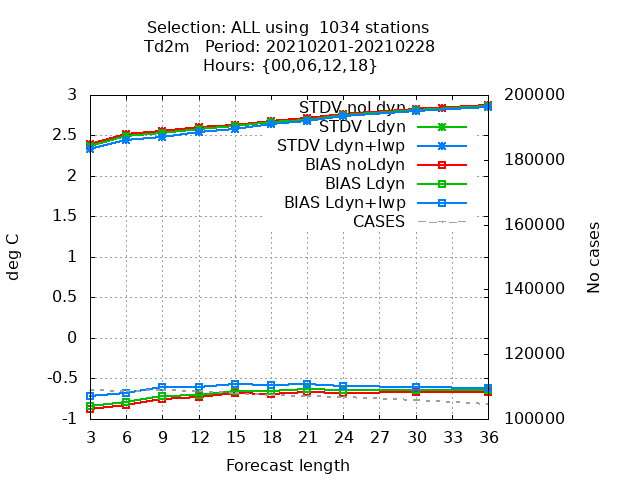 Selection: ALL using  1034 stations
Td2m   Period: 20210201-20210228
Hours: {00,06,12,18}
3
2.5
2
1.5
1
0.5
0
-0.5
-1
deg C
STDV noLdyn
STDV Ldyn
STDV Ldyn+lwp
BIAS noLdyn
BIAS Ldyn
BIAS Ldyn+lwp
CASES
200000
180000
160000
140000
120000
100000
No cases
3 6 9 12 15 18 21 24 27 30 33 36
Forecast length